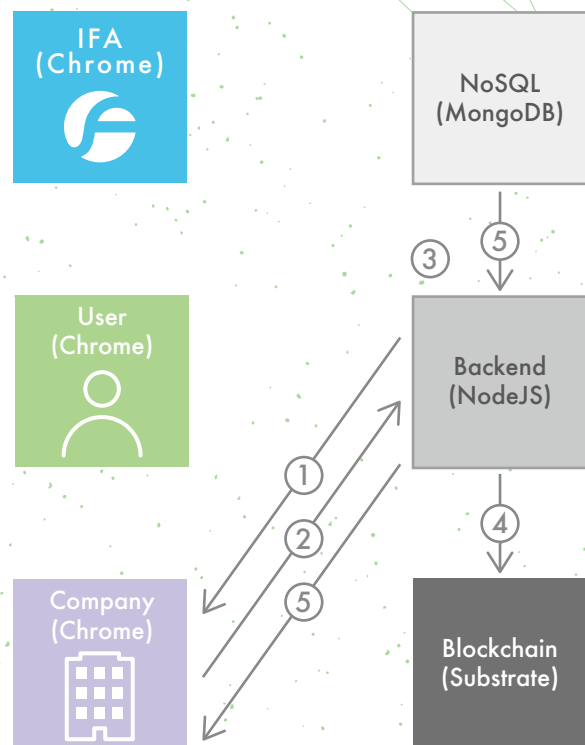 IFA
(Chrome)
NoSQL
(MongoDB)
5
3
User
(Chrome)
Backend
(NodeJS)
1
2
4
5
Company
(Chrome)
Blockchain
(Substrate)